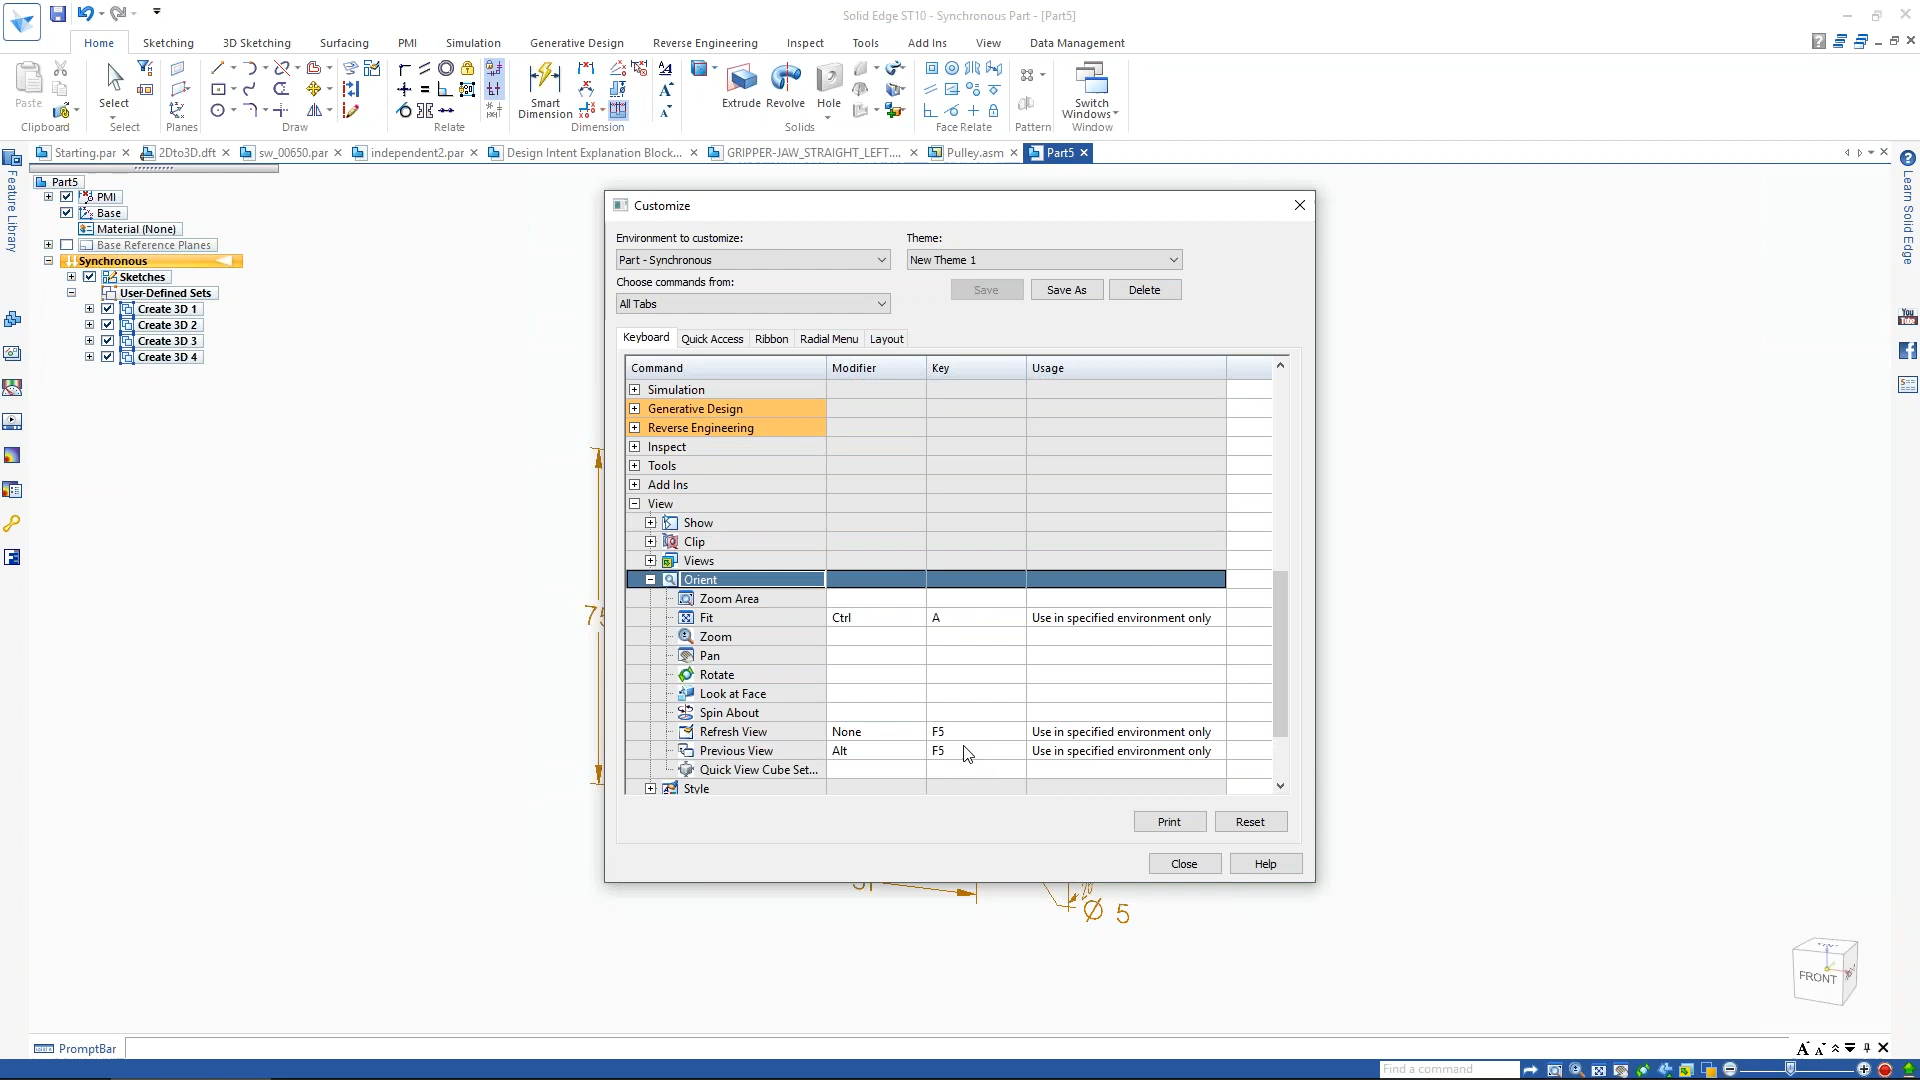 Solid Edge ST10 - Synchronous Part - [Part5]
Home
Sketching
3D Sketching
Surfacing
PMI
Simulation
Generative Design
Reverse Engineering
Inspect
Tools
Add Ins
View
Data Management
Paste
Clipboard
Select
Select
Planes
Draw
Relate
Smart
Dimension
Dimension
Extrude
Revolve
Hole
Solids
Face Relate
Pattern
Switch
Windows
Window
Starting.par
2Dto3D.dft
sw_00650.par
independent2.par
Design Intent Explanation Block...
GRIPPER-JAW_STRAIGHT_LEFT....
Pulley.asm
Part5
Feature Library
Learn Solid Edge
You
Tube
Part5
PMI
Base
Material (None)
Base Reference Planes
Synchronous
Sketches
User-Defined Sets
Create 3D 1
Create 3D 2
Create 3D 3
Create 3D 4
Customize
Environment to customize:
Theme:
Part - Synchronous
New Theme 1
Choose commands from:
All Tabs
Save
Save As
Delete
Keyboard
Quick Access
Ribbon
Radial Menu
Layout
Command Modifier Key Usage
Simulation
Generative Design
Reverse Engineering
Inspect
Tools
Add Ins
View
Show
Clip
Views
Orient
Zoom Area
Fit Ctrl A Use in specified environment only
Zoom
Pan
Rotate
Look at Face
Spin About
Refresh View None F5 Use in specified environment only
Previous View Alt F5 Use in specified environment only
Quick View Cube Set...
Style
Print
Reset
Close
Help
Ø 5
FRONT
PromptBar
Find a command